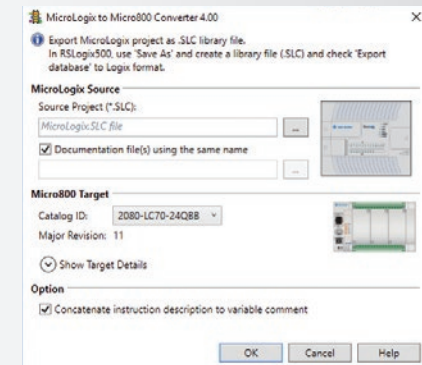 MicroLogix to Micro800 Converter 4.00
Export MicroLogix project as .SLC library file.
In RSLogix500, use 'Save As' and create a library file (.SLC) and check 'Export
database' to Logix format.
MicroLogix Source
Source Project (*.SLC):
MicroLogix.SLC file
...
Documentation file(s) using the same name
...
Micro800 Target
Catalog ID: 2080-LC70-24QBB
Major Revision: 11
Show Target Details
Option
Concatenate instruction description to variable comment
OK Cancel Help